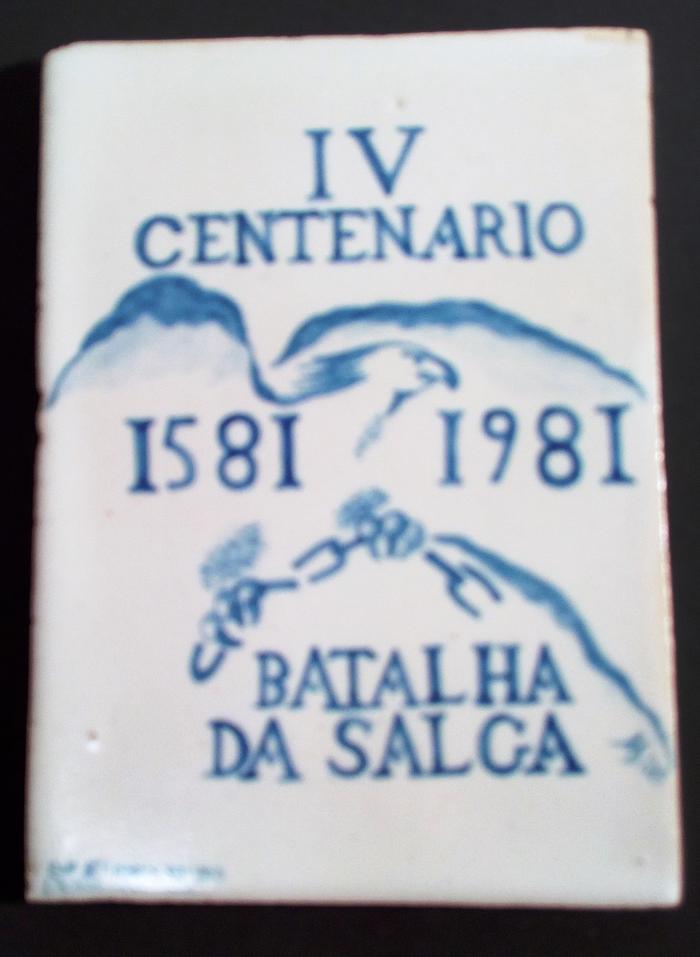 IV
CENTENARIO
1581 1981
BATALHA
DA SALGA